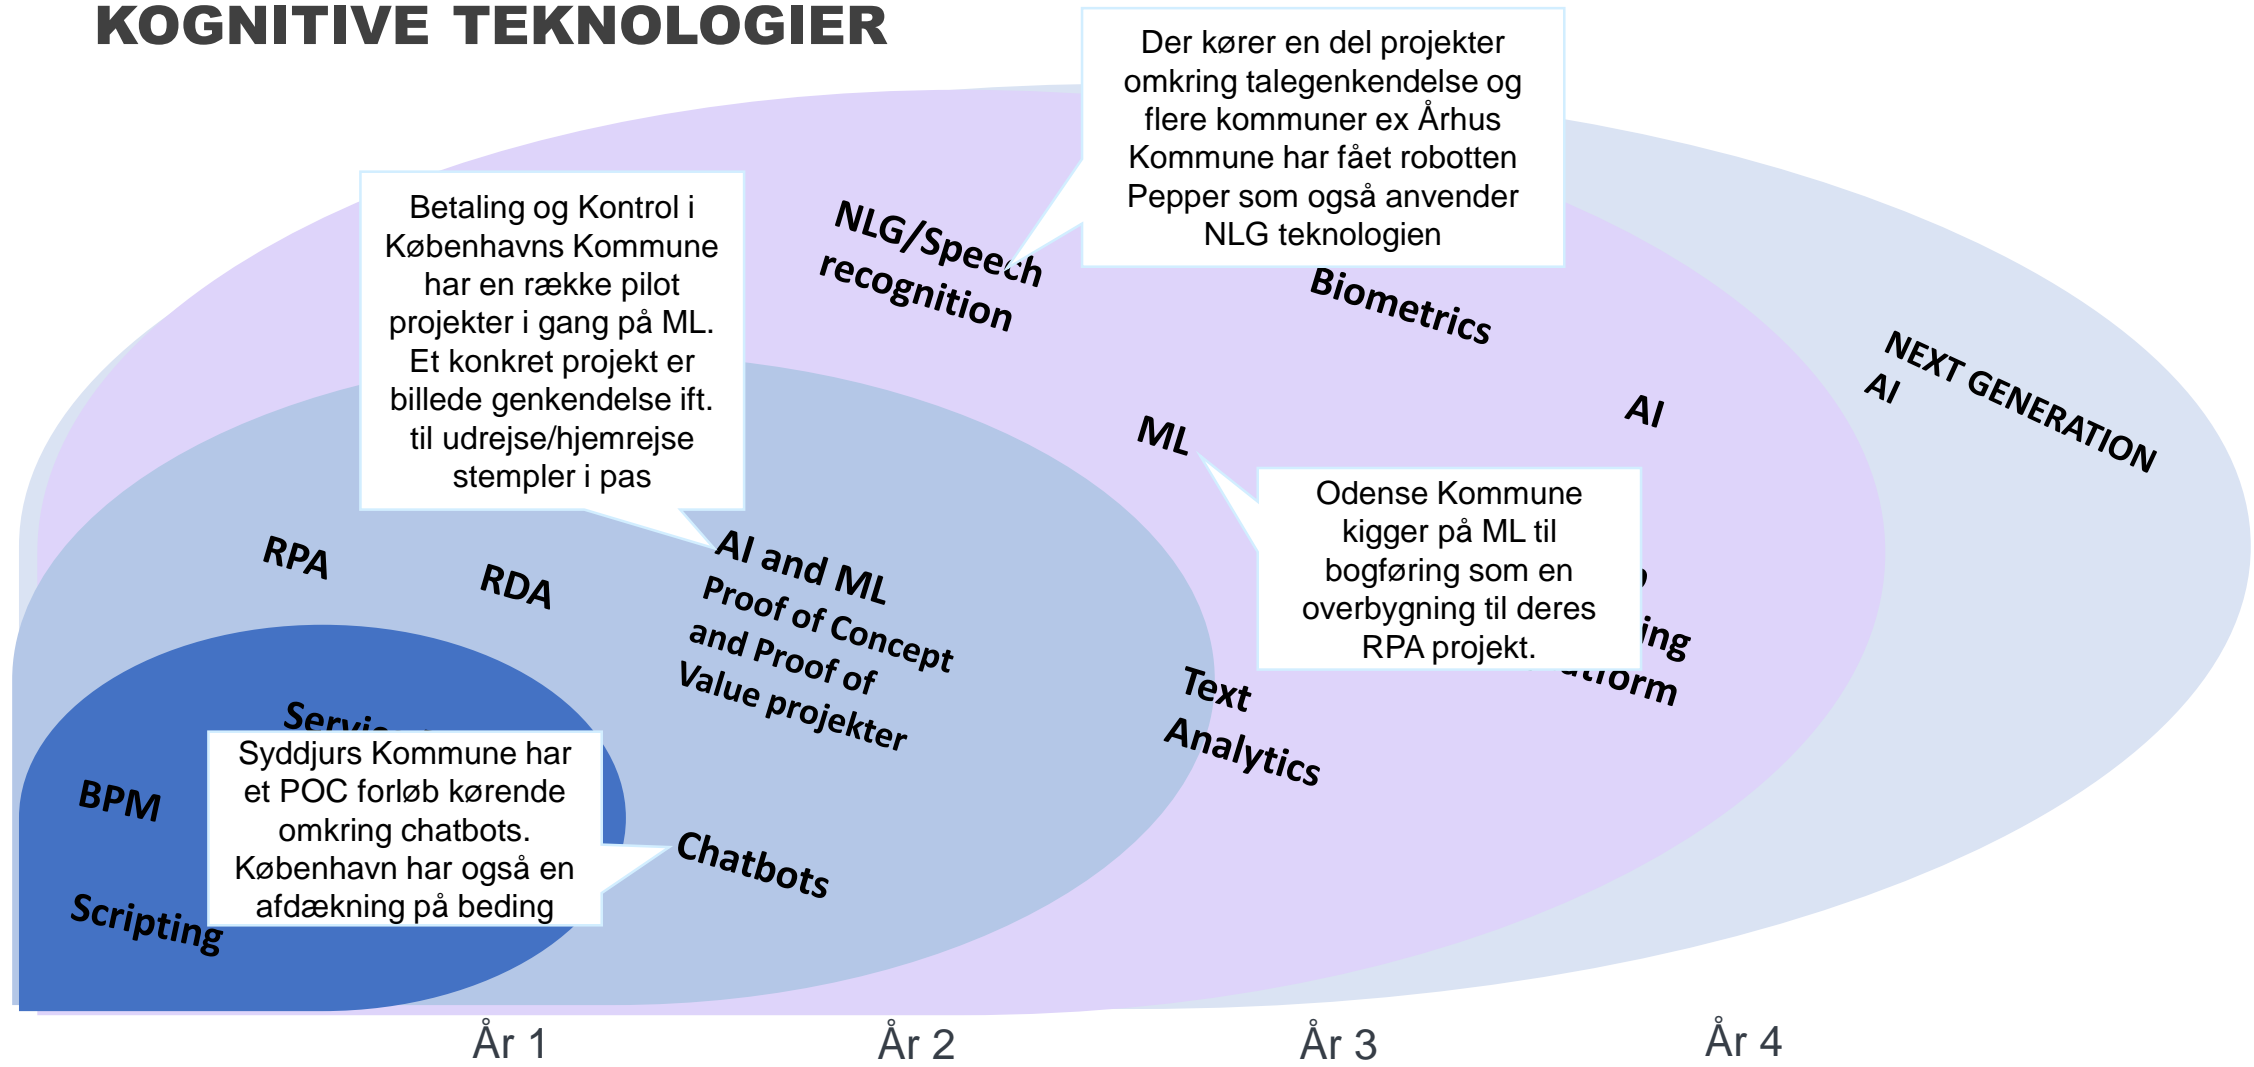 KOGNITIVE TEKNOLOGIER
Der kører en del projekter
omkring talegenkendelse og
flere kommuner ex Århus
Kommune har fået robotten
Pepper som også anvender
NLG teknologien
Betaling og Kontrol i
Københavns Kommune
har en række pilot
projekter i gang på ML.
Et konkret projekt er
billede genkendelse ift.
til udrejse/hjemrejse
stempler i pas
NLG/Speech
recognition
Biometrics
NEXT GENERATION
AI
AI
ML
Odense Kommune
kigger på ML til
bogføring som en
overbygning til deres
RPA projekt.
RPA
RDA
AI and ML
Proof of Concept
and Proof of
Value projekter
Text
Analytics
Syddjurs Kommune har
et POC forløb kørende
omkring chatbots.
København har også en
afdækning på beding
BPM
Scripting
Chatbots
År 1
År 2
År 3
År 4